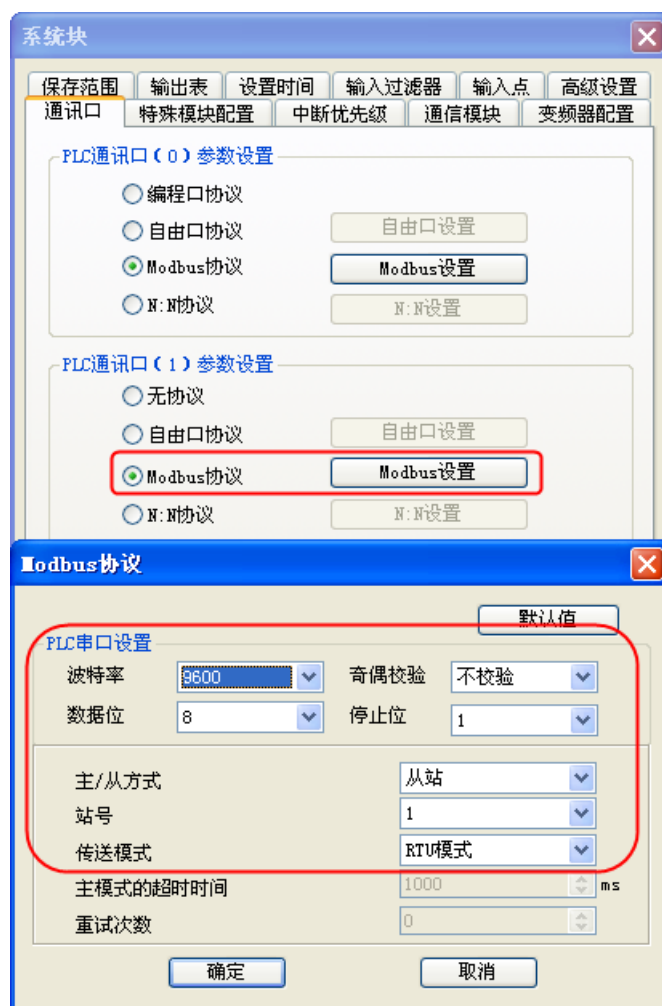 系统块
保存范围 输出表 设置时间 输入过滤器 输入点 高级设置
通讯口 特殊模块配置 中断优先级 通信模块 变频器配置
PLC通讯口(0)参数设置
编程口协议
自由口协议 自由口设置
Modbus协议 Modbus设置
N:N协议 N:N设置
PLC通讯口(1)参数设置
无协议
自由口协议 自由口设置
Modbus协议 Modbus设置
N:N协议 N:N设置
Modbus协议
默认值
PLC串口设置
波特率 9600 奇偶校验 不校验
数据位 8 停止位 1
主/从方式 从站
站号 1
传送模式 RTU模式
主模式的超时时间 1000 ms
重试次数 0
确定 取消